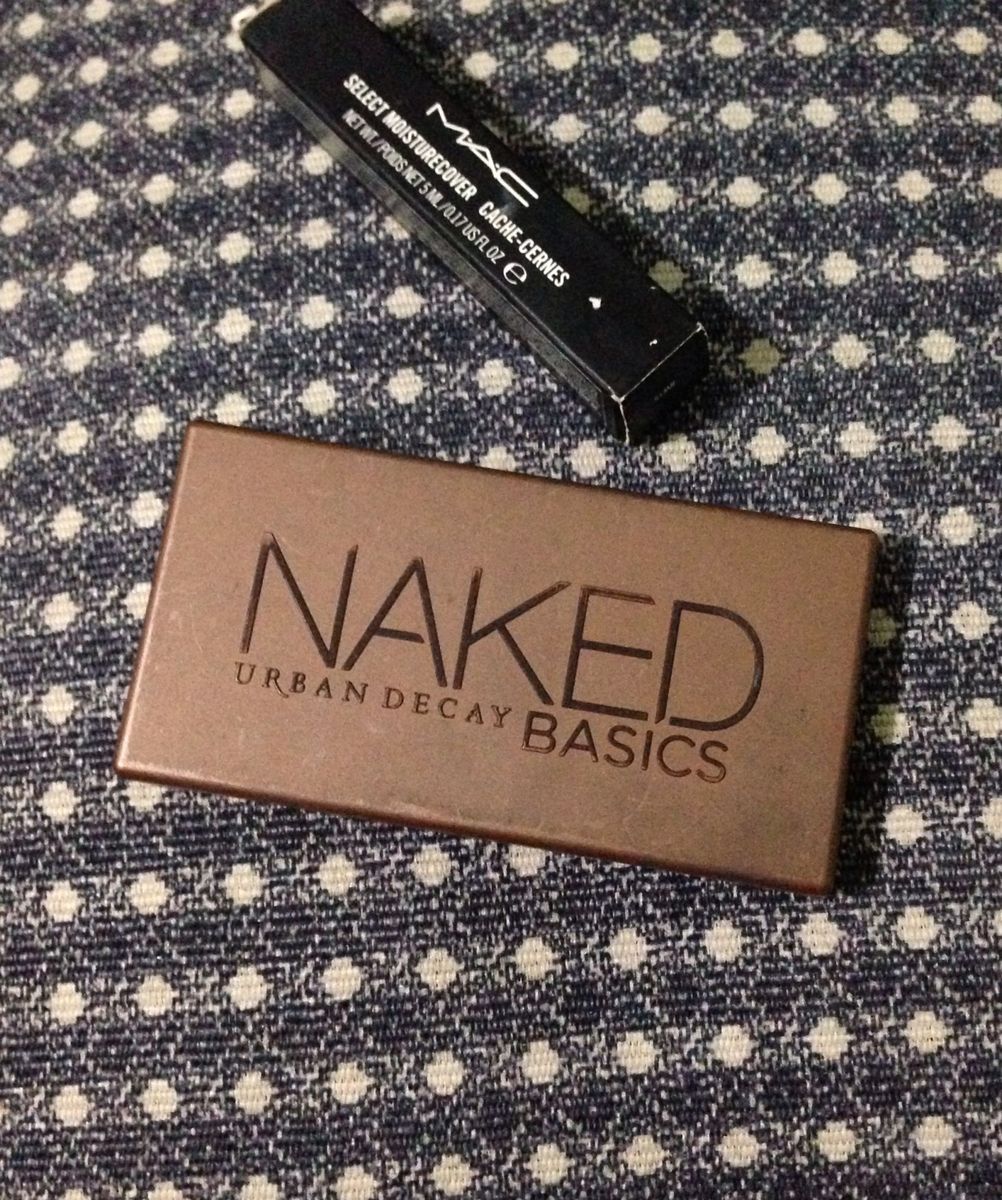 MAC
SELECT MOISTURECOVER CACHE-CERNES
NET WT./POIDS NET 5 ML/0.17 US FL OZ e
NAKED
URBAN DECAY
BASICS